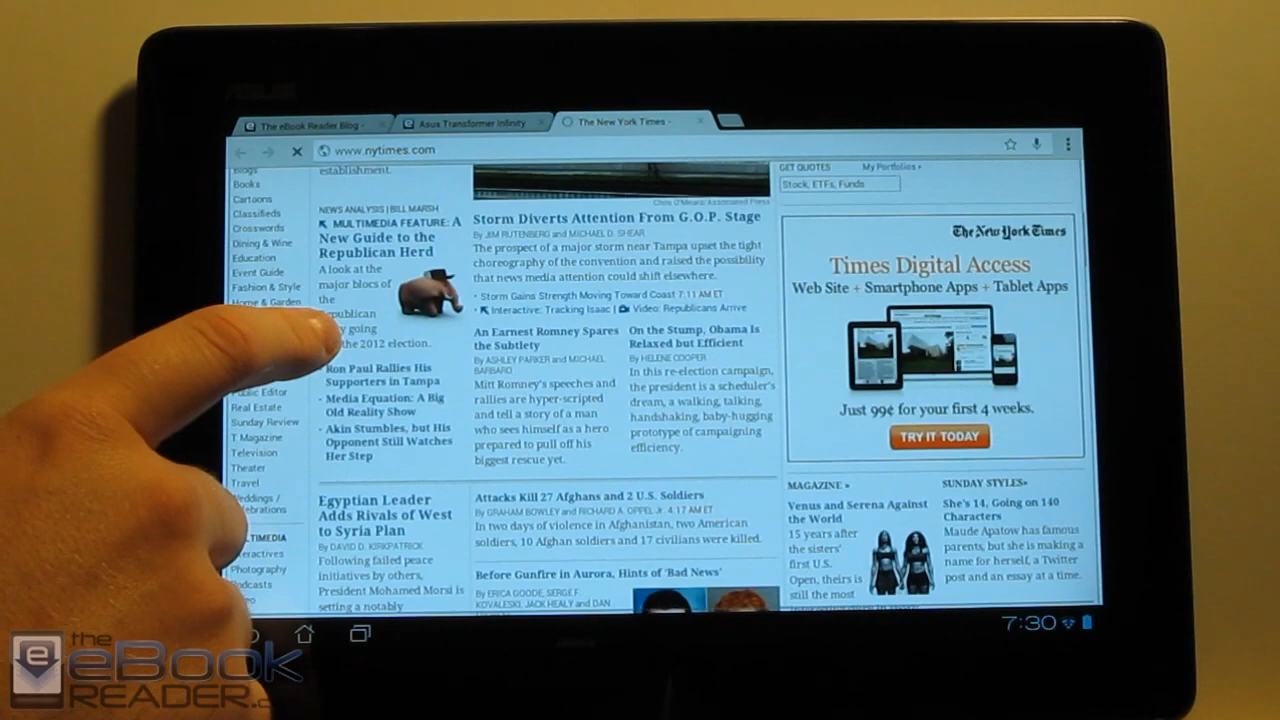 ASUS
The eBook Reader Blog -
Asus Transformer Infinity
The New York Times -
www.nytimes.com
Blogs
Books
Cartoons
Classifieds
Crosswords
Dining & Wine
Education
Event Guide
Fashion & Style
Home & Garden
Public Editor
Real Estate
Sunday Review
T Magazine
Television
Theater
Travel
Weddings /
establishment.
NEWS ANALYSIS | BILL MARSH
MULTIMEDIA FEATURE: A
New Guide to the
Republican Herd
A look at the
major blocs of
the
going
the 2012 election.
Ron Paul Rallies His
Supporters in Tampa
Media Equation: A Big
Old Reality Show
Akin Stumbles, but His
Opponent Still Watches
Her Step
Egyptian Leader
Adds Rivals of West
to Syria Plan
By DAVID D. KIRKPATRICK
Following failed peace
initiatives by others,
President Mohamed Morsi is
setting a notably
Chris O'Meara/Associated Press
Storm Diverts Attention From G.O.P. Stage
By JIM RUTENBERG and MICHAEL D. SHEAR
The prospect of a major storm near Tampa upset the tight
choreography of the convention and raised the possibility
that news media attention could shift elsewhere.
Storm Gains Strength Moving Toward Coast 7:11 AM ET
Interactive: Tracking Isaac | Video: Republicans Arrive
An Earnest Romney Spares
the Subtlety
By ASHLEY PARKER and MICHAEL
BARBARO
Mitt Romney's speeches and
rallies are hyper-scripted
and tell a story of a man
who sees himself as a hero
prepared to pull off his
biggest rescue yet.
On the Stump, Obama Is
Relaxed but Efficient
By HELENE COOPER
In this re-election campaign,
the president is a scheduler's
dream, a walking, talking,
handshaking, baby-hugging
prototype of campaigning
efficiency.
Attacks Kill 27 Afghans and 2 U.S. Soldiers
By GRAHAM BOWLEY and RICHARD A. OPPEL Jr. 4:17 AM ET
In two days of violence in Afghanistan, two American
soldiers, 10 Afghan soldiers and 17 civilians were killed.
Before Gunfire in Aurora, Hints of 'Bad News'
By ERICA GOODE, SERGE F.
KOVALESKI, JACK HEALY and DAN
GET QUOTES My Portfolios »
Stock, ETFs, Funds
The New York Times
Times Digital Access
Web Site + Smartphone Apps + Tablet Apps
Just 99¢ for your first 4 weeks.
TRY IT TODAY
MAGAZINE »
Venus and Serena Against
the World
15 years after
the sisters'
first U.S.
Open, theirs is
still the most
SUNDAY STYLES»
She's 14, Going on 140
Characters
Maude Apatow has famous
parents, but she is making a
name for herself, a Twitter
post and an essay at a time.
Photography
7:30
the
eBook
READER.